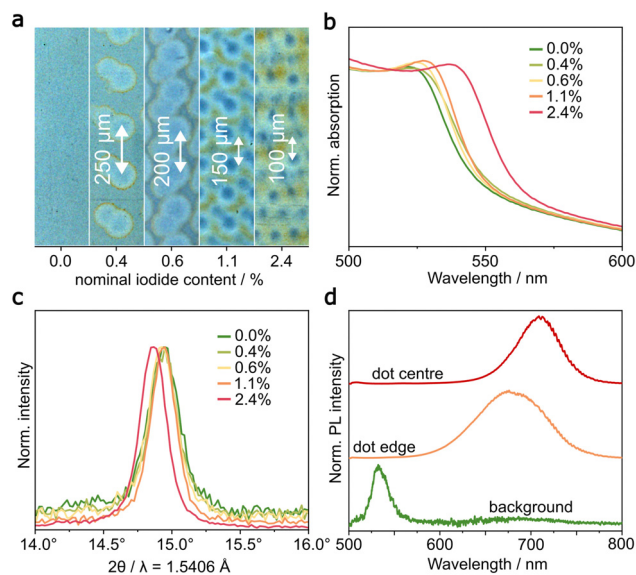 a
250 µm
200 µm
150 µm
100 µm
0.0 0.4 0.6 1.1 2.4
nominal iodide content / %
b
Norm. absorption
0.0%
0.4%
0.6%
1.1%
2.4%
500 550 600
Wavelength / nm
c
Norm. intensity
0.0%
0.4%
0.6%
1.1%
2.4%
14.0° 14.5° 15.0° 15.5° 16.0°
2θ / λ = 1.5406 Å
d
Norm. PL intensity
dot centre
dot edge
background
500 600 700 800
Wavelength / nm